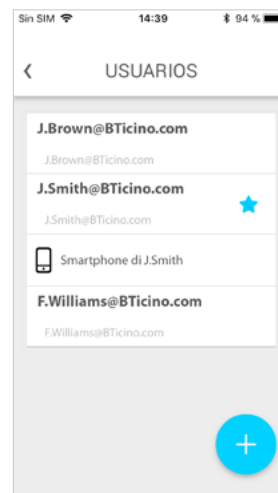 Sin SIM 14:39 94 %
USUARIOS
J.Brown@BTicino.com
J.Brown@BTicino.com
J.Smith@BTicino.com
J.Smith@BTicino.com
Smartphone di J.Smith
F.Williams@BTicino.com
F.Williams@BTicino.com